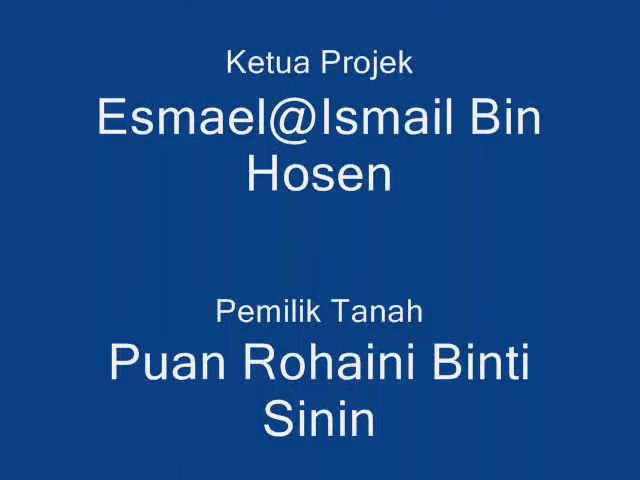 Ketua Projek
Esmael@Ismail Bin
Hosen
Pemilik Tanah
Puan Rohaini Binti
Sinin